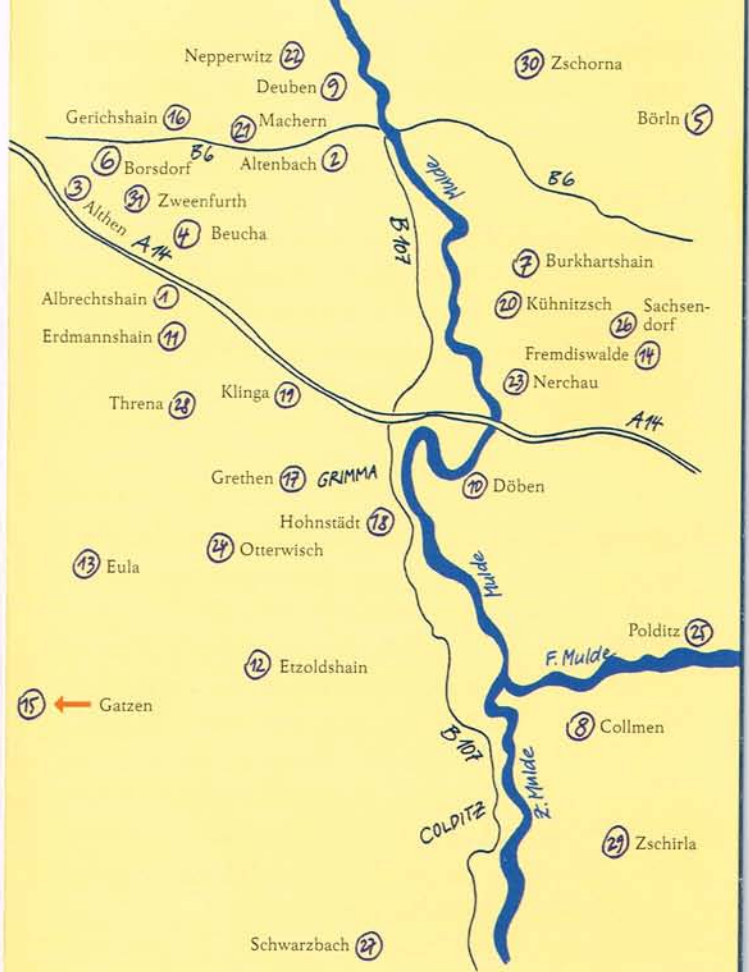 Nepperwitz 22
30 Zschorna
Deuben 9
Gerichshain 16
21 Machern
Börln 5
B6
6 Borsdorf
Altenbach 2
Mulde
B6
3 Althen
31 Zweenfurth
4 Beucha
B 107
A 14
7 Burkhartshain
Albrechtshain 1
20 Kühnitzsch
26 Sachsen-
dorf
Erdmannshain 11
Fremdiswalde 14
23 Nerchau
Klinga 19
Threna 28
A14
Grethen 17 GRIMMA
10 Döben
Hohnstädt 18
24 Otterwisch
13 Eula
Mulde
Polditz 25
12 Etzoldshain
F. Mulde
15 Gatzen
8 Collmen
B 107
Z. Mulde
COLDITZ
29 Zschirla
Schwarzbach 27